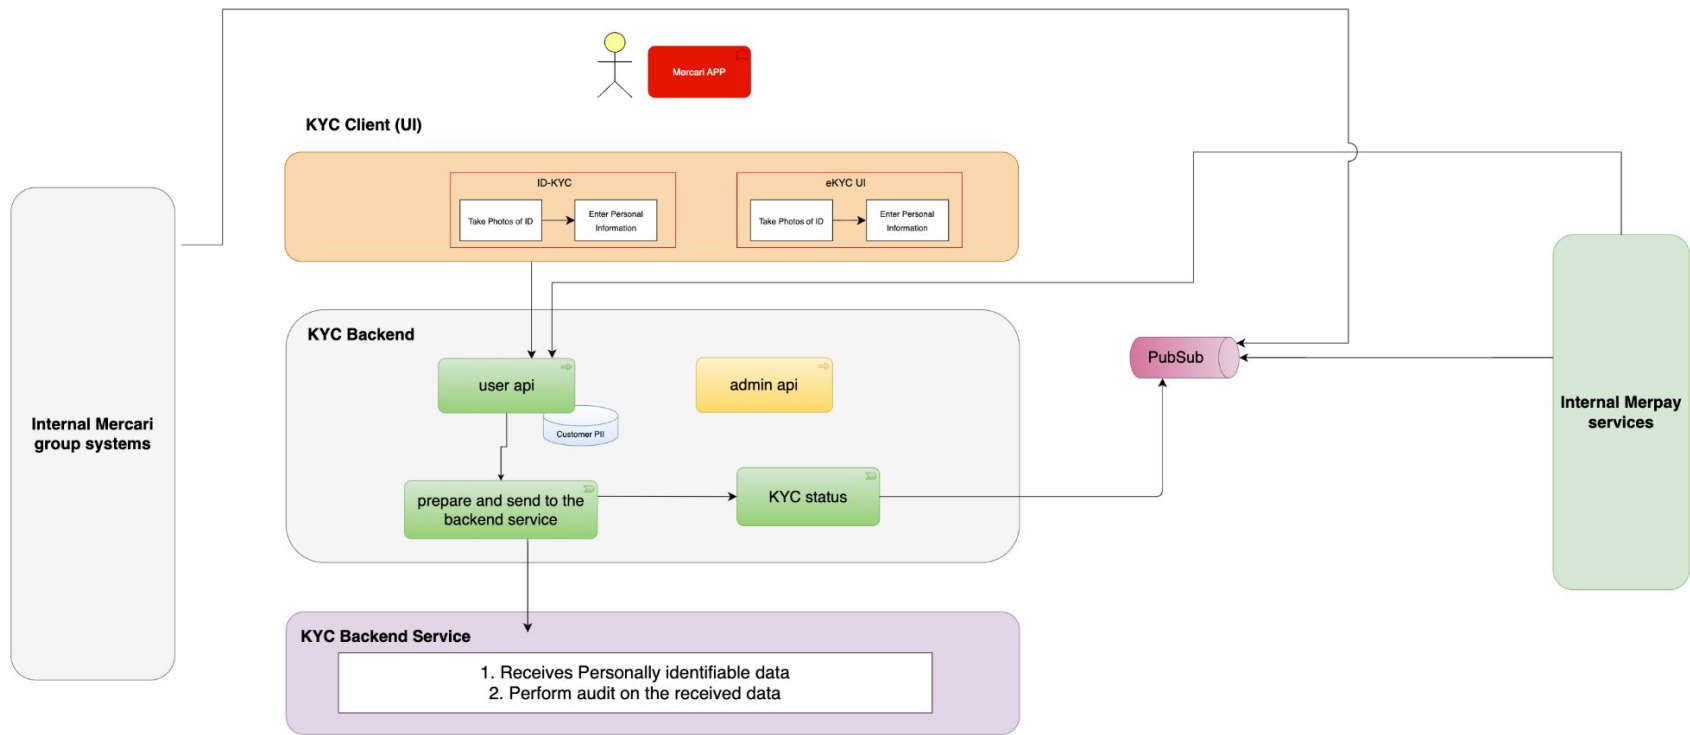 Mercari APP
KYC Client (UI)
ID-KYC
Take Photos of ID
Enter Personal
Information
eKYC UI
Take Photos of ID
Enter Personal
Information
Internal Mercari
group systems
KYC Backend
user api
Customer PII
admin api
prepare and send to the
backend service
KYC status
PubSub
Internal Merpay
services
KYC Backend Service
1. Receives Personally identifiable data
2. Perform audit on the received data